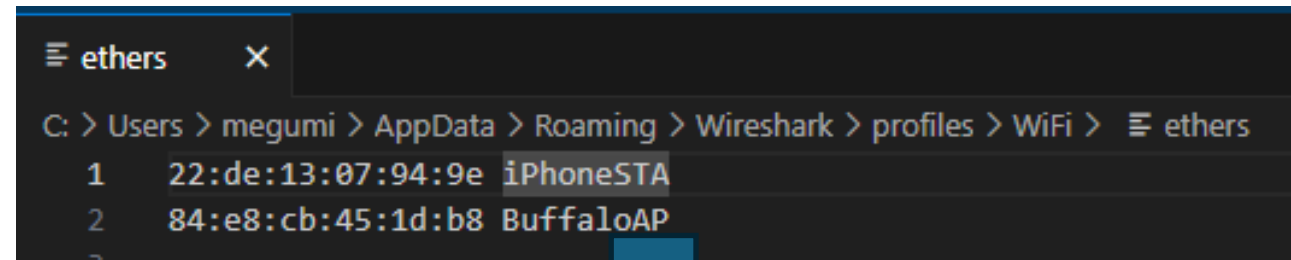 ethers
C: > Users > megumi > AppData > Roaming > Wireshark > profiles > WiFi > ethers
1 22:de:13:07:94:9e iPhoneSTA
2 84:e8:cb:45:1d:b8 BuffaloAP